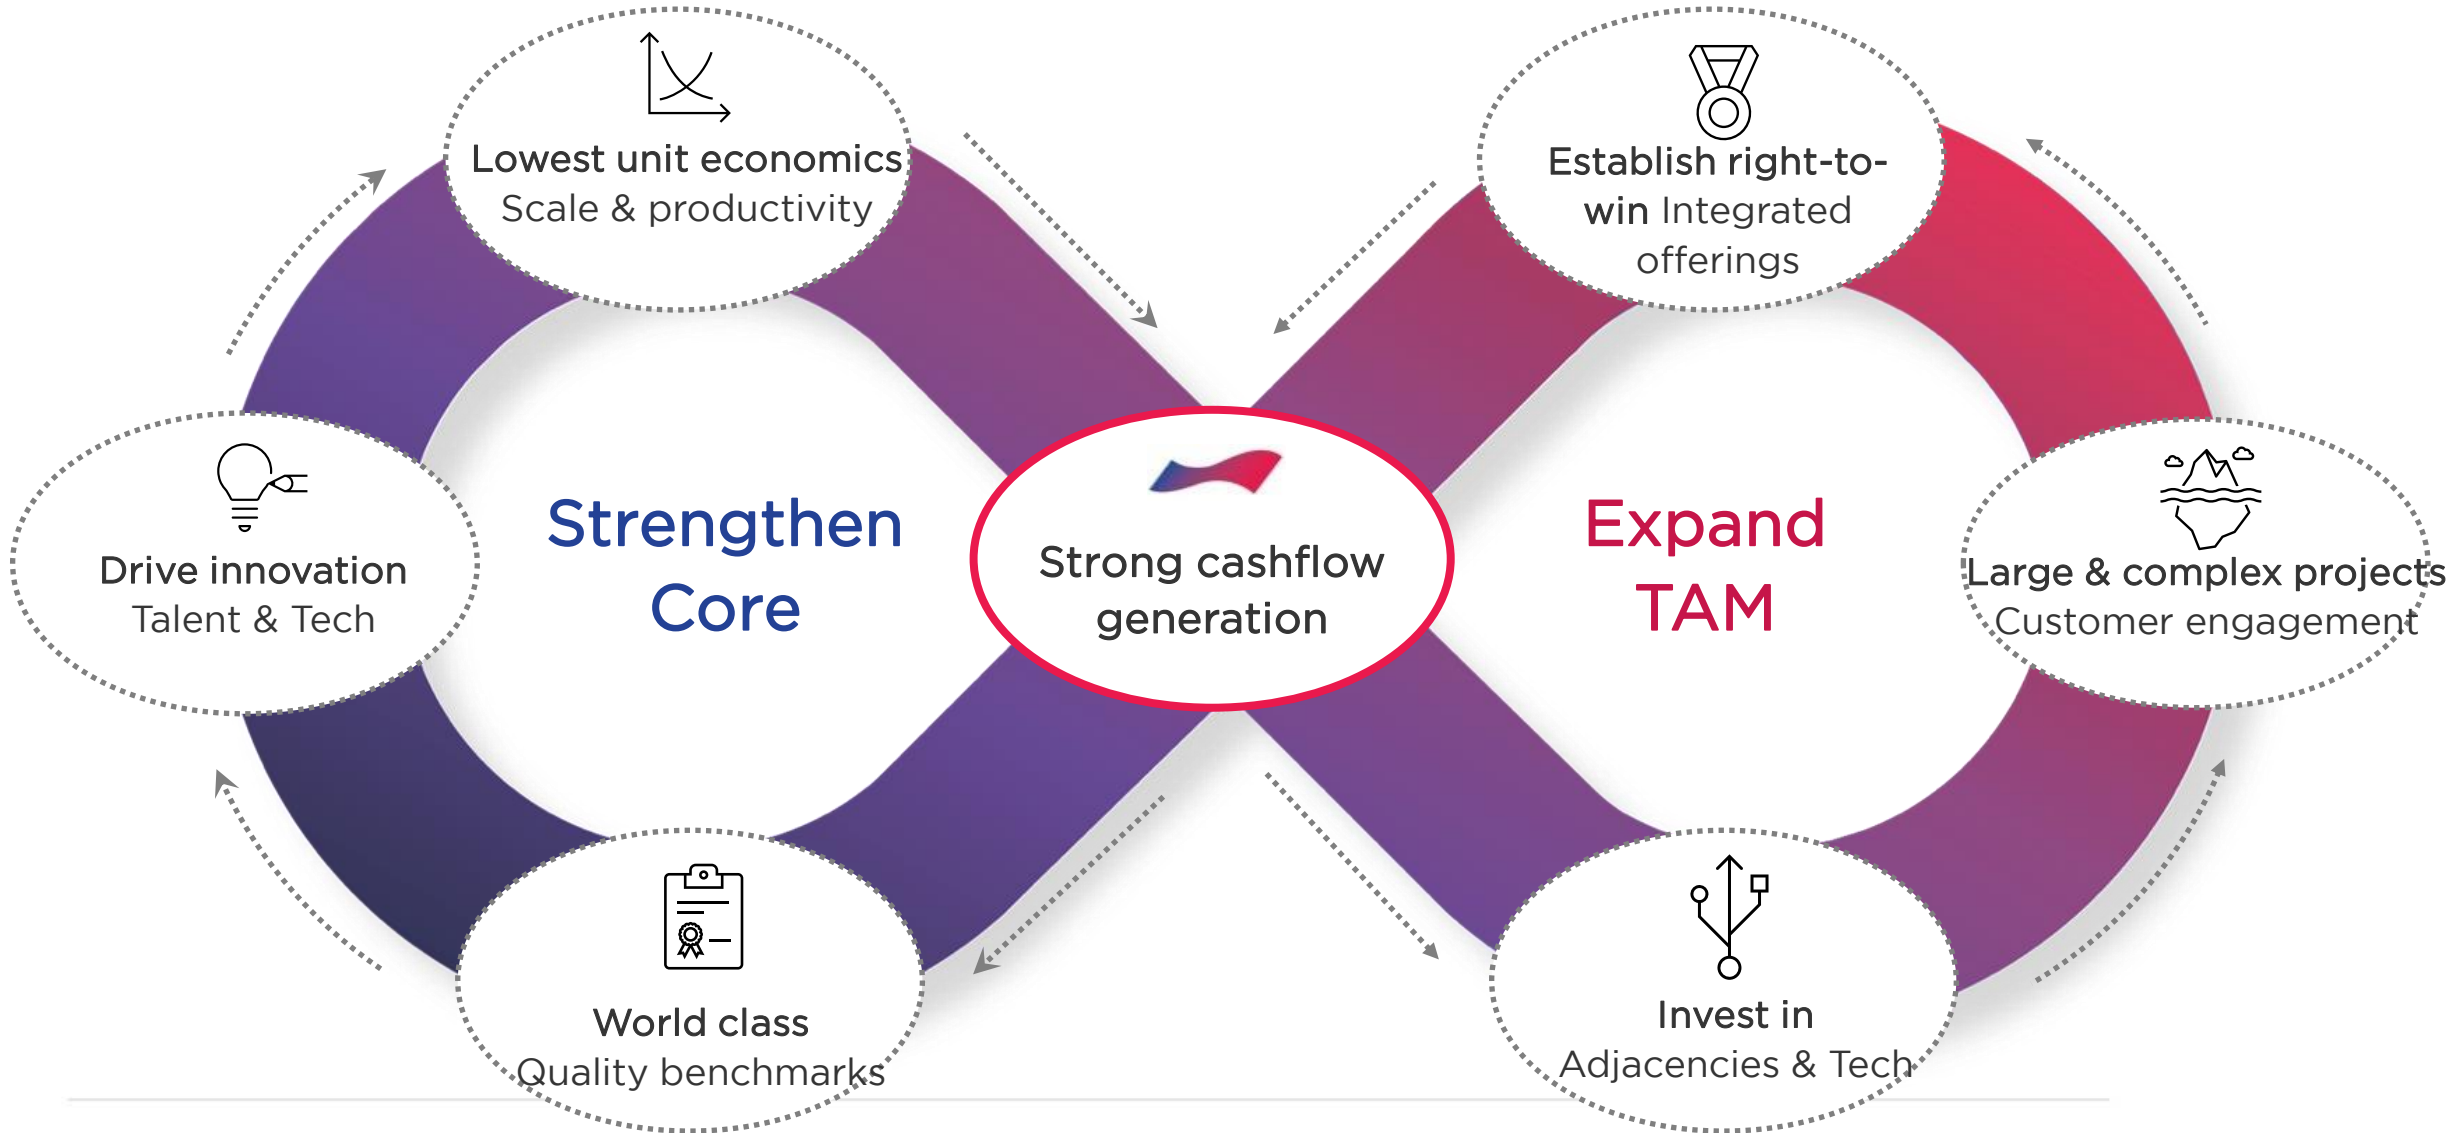 Lowest unit economics
Scale & productivity
Establish right-to-
win Integrated
offerings
Drive innovation
Talent & Tech
Strengthen
Core
Strong cashflow
generation
Expand
TAM
Large & complex projects
Customer engagement
World class
Quality benchmarks
Invest in
Adjacencies & Tech